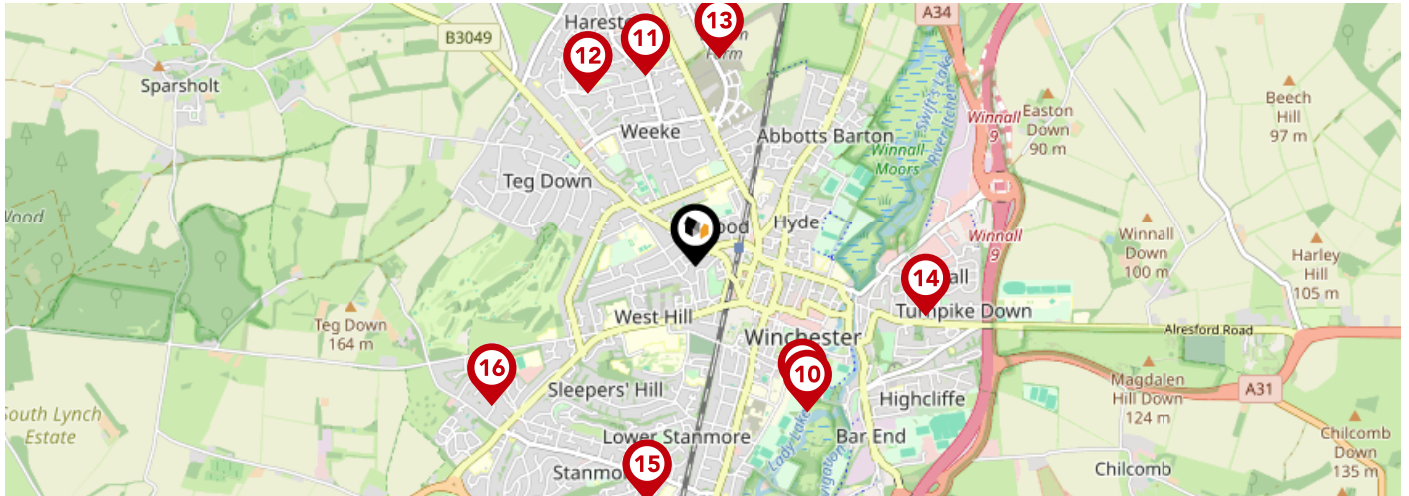 A34
13
Harest
11
B3049
12
Sparsholt
Swift's Lake
River Itchen
Beech
Hill
97 m
Easton
Down
90 m
Winnall
9
Weeke
Abbotts Barton
Winnall
Moors
Teg Down
Wood
Hyde
Winnall
Down
100 m
Winnall
9
Harley
Hill
105 m
14
all
Turnpike Down
West Hill
Teg Down
164 m
Alresford Road
Winchester
16
10
Sleepers' Hill
Magdalen
Hill Down
124 m
A31
Highcliffe
South Lynch
Estate
Lower Stanmore
Bar End
Lady Lake
Chilcomb
Down
135 m
15
Stanmo
Chilcomb